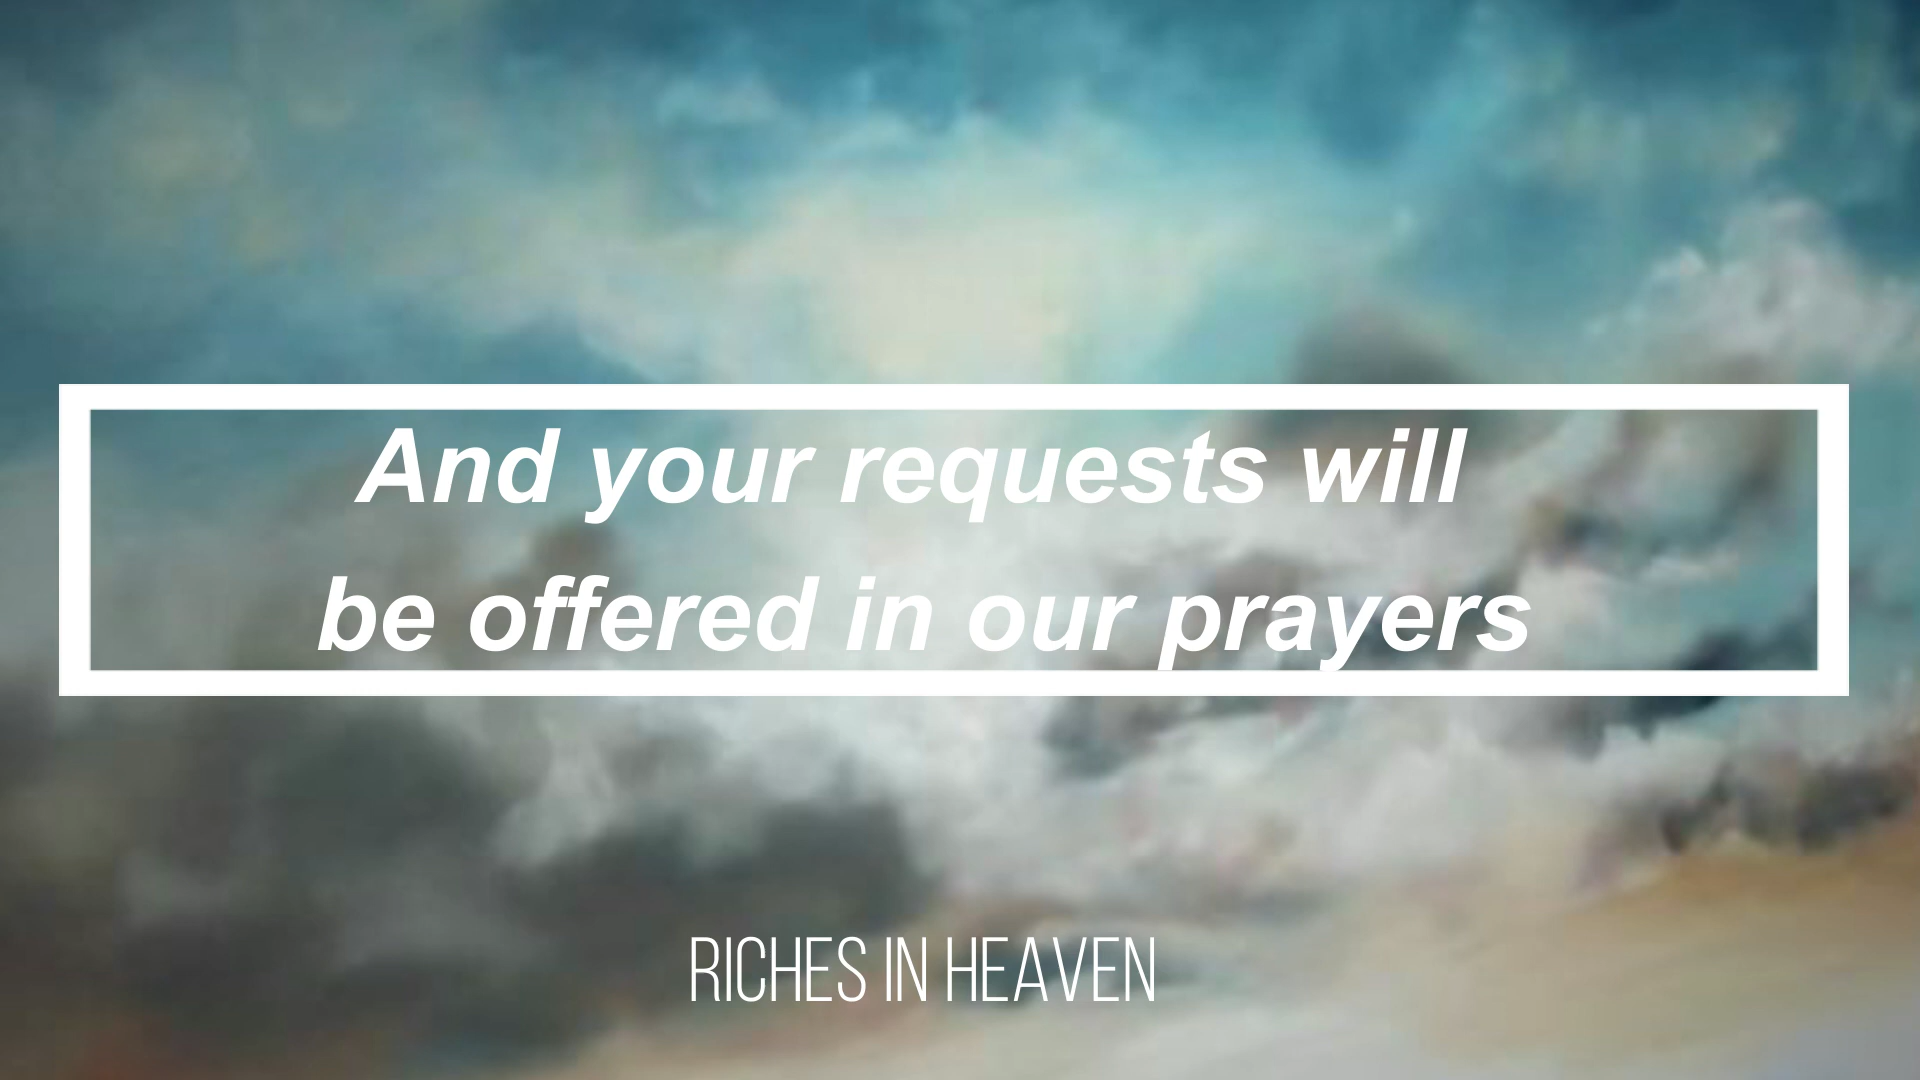 And your requests will
be offered in our prayers
RICHES IN HEAVEN